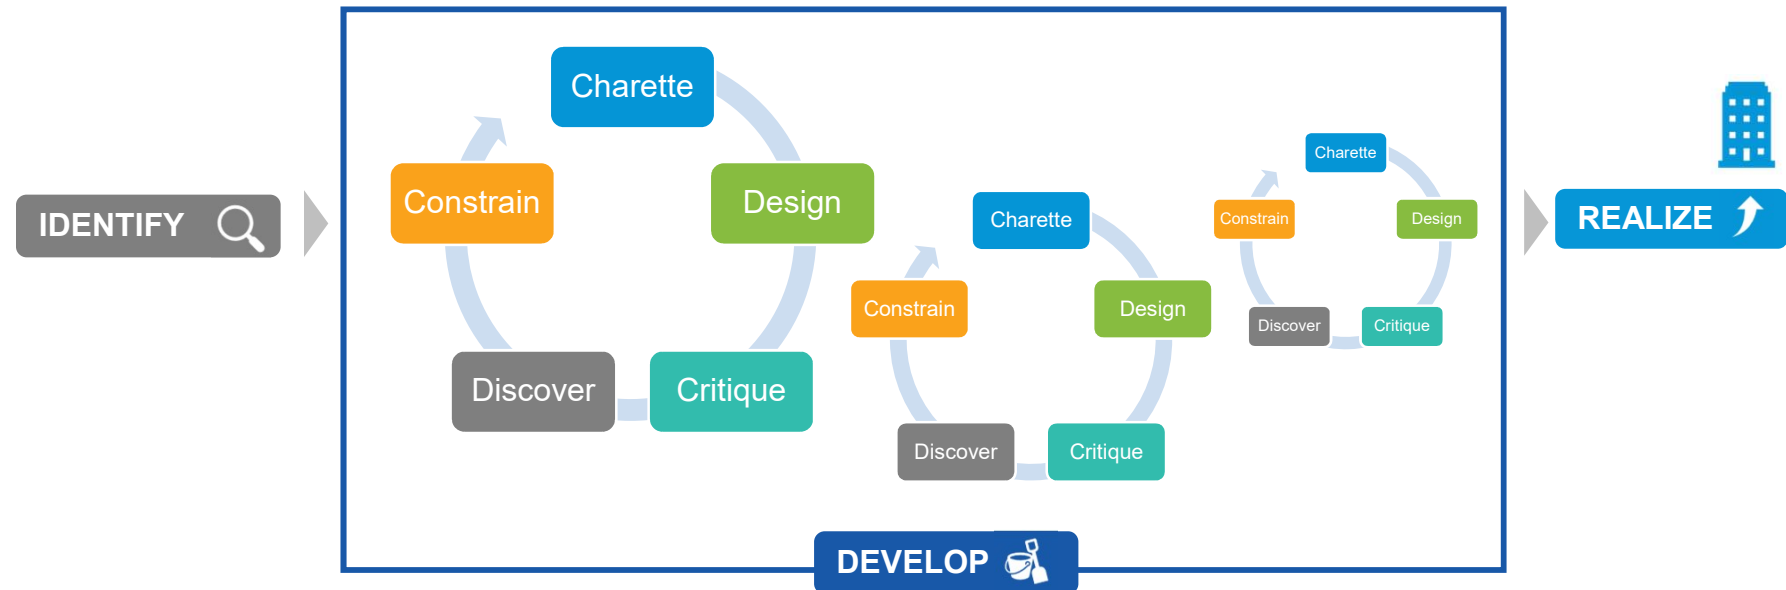 IDENTIFY
Charette
Design
Critique
Discover
Constrain
Charette
Design
Critique
Discover
Constrain
Charette
Design
Critique
Discover
Constrain
DEVELOP
REALIZE